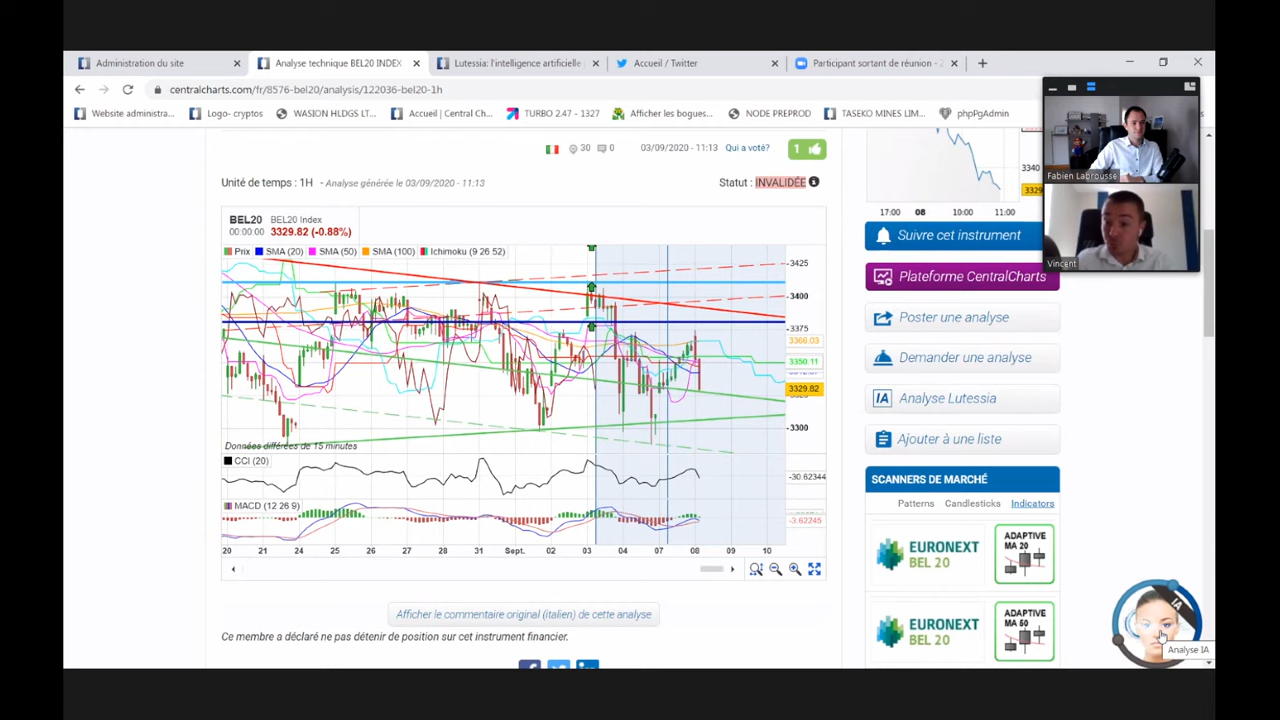 Administration du site
Analyse technique BEL20 INDEX
Lutessia: l'intelligence artificielle
Accueil / Twitter
Participant sortant de réunion - 2
centralcharts.com/fr/8576-bel20/analysis/122036-bel20-1h
Website administra...
Logo- cryptos
WASION HLDGS LT...
Accueil | Central Ch...
TURBO 2.47 - 1327
Afficher les bogues...
NODE PREPROD
TASEKO MINES LIM...
phpPgAdmin
Fabien Labrousse
Vincent
30
0
03/09/2020 - 11:13
Qui a voté?
1
Unité de temps : 1H
- Analyse générée le 03/09/2020 - 11:13
Statut : INVALIDÉE
BEL20
BEL20 Index
00:00:00
3329.82 (-0.88%)
Prix
SMA (20)
SMA (50)
SMA (100)
Ichimoku (9 26 52)
3425
3400
3375
3366.03
3350.11
3329.82
3300
Données différées de 15 minutes
CCI (20)
-30.62344
MACD (12 26 9)
-3.62245
20 21 24 25 26 27 28 31 Sept. 02 03 04 07 08 09 10
Afficher le commentaire original (italien) de cette analyse
Ce membre a déclaré ne pas détenir de position sur cet instrument financier.
3340
17:00 08 10:00 11:00
Suivre cet instrument
Plateforme CentralCharts
Poster une analyse
Demander une analyse
IA
Analyse Lutessia
Ajouter à une liste
SCANNERS DE MARCHÉ
Patterns
Candlesticks
Indicators
EURONEXT
BEL 20
ADAPTIVE
MA 20
EURONEXT
BEL 20
ADAPTIVE
MA 50
IA
Analyse IA